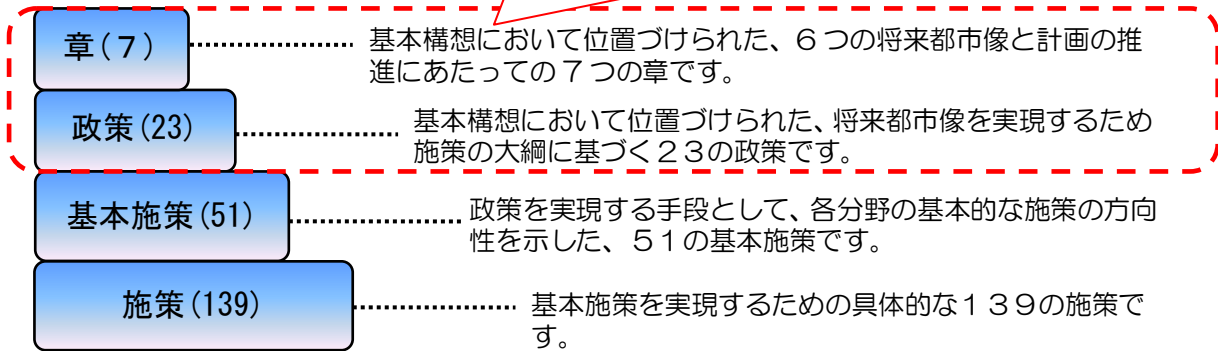 章(7)
基本構想において位置づけられた、6つの将来都市像と計画の推
進にあたっての7つの章です。
政策(23)
基本構想において位置づけられた、将来都市像を実現するため
施策の大綱に基づく23の政策です。
基本施策(51)
政策を実現する手段として、各分野の基本的な施策の方向
性を示した、51の基本施策です。
施策(139)
基本施策を実現するための具体的な139の施策で
す。